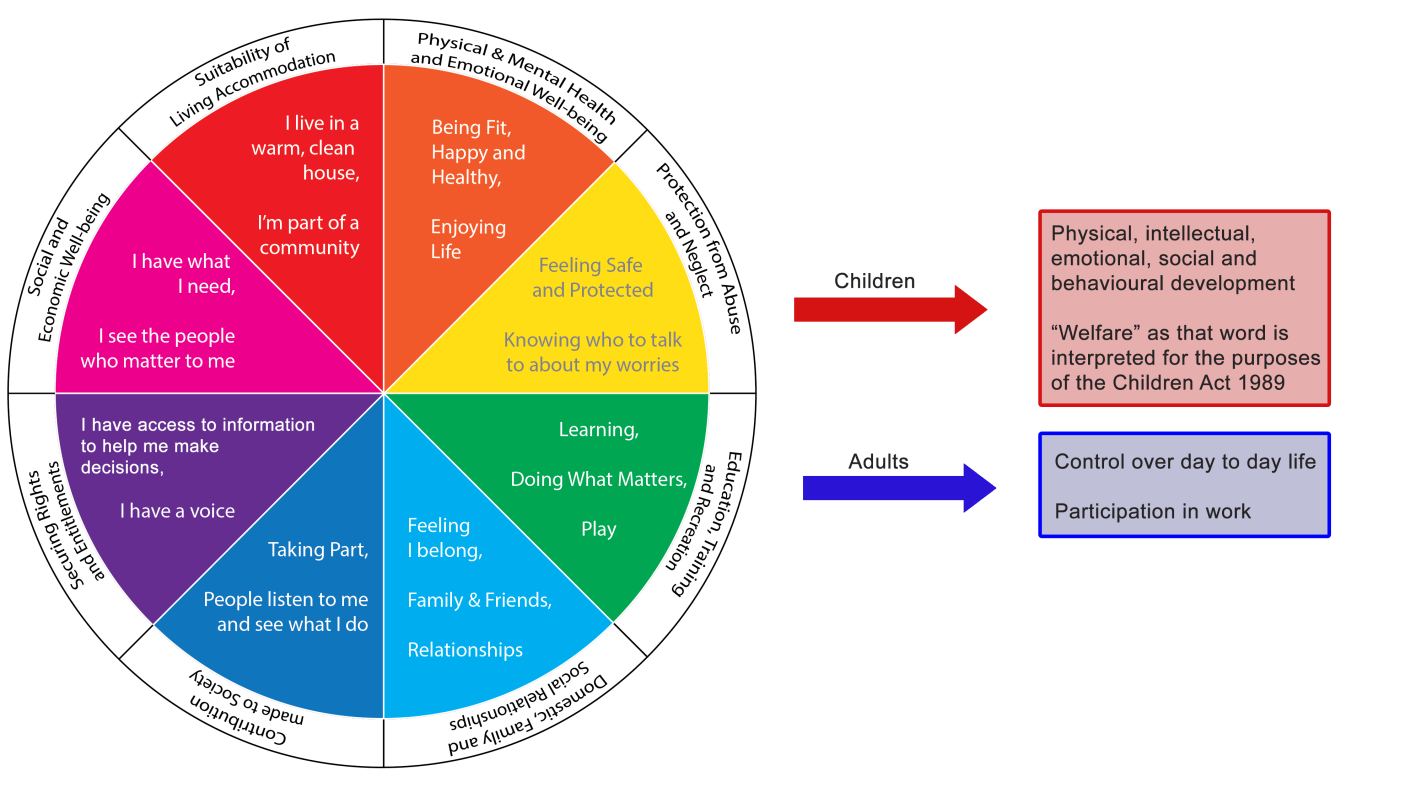 Suitability of
Living Accommodation
Physical & Mental Health
and Emotional Well-being
Protection from Abuse
and Neglect
Education, Training
and Recreation
Domestic, Family and
Social Relationships
Contribution
made to Society
Securing Rights
and Entitlements
Social and
Economic Well-being
I live in a
warm, clean
house,
I'm part of a
community
Being Fit,
Happy and
Healthy,
Enjoying
Life
Feeling Safe
and Protected
Knowing who to talk
to about my worries
Learning,
Doing What Matters,
Play
Feeling
I belong,
Family & Friends,
Relationships
Taking Part,
People listen to me
and see what I do
I have access to information
to help me make
decisions,
I have a voice
I have what
I need,
I see the people
who matter to me
Children
Physical, intellectual,
emotional, social and
behavioural development
“Welfare” as that word is
interpreted for the purposes
of the Children Act 1989
Adults
Control over day to day life
Participation in work